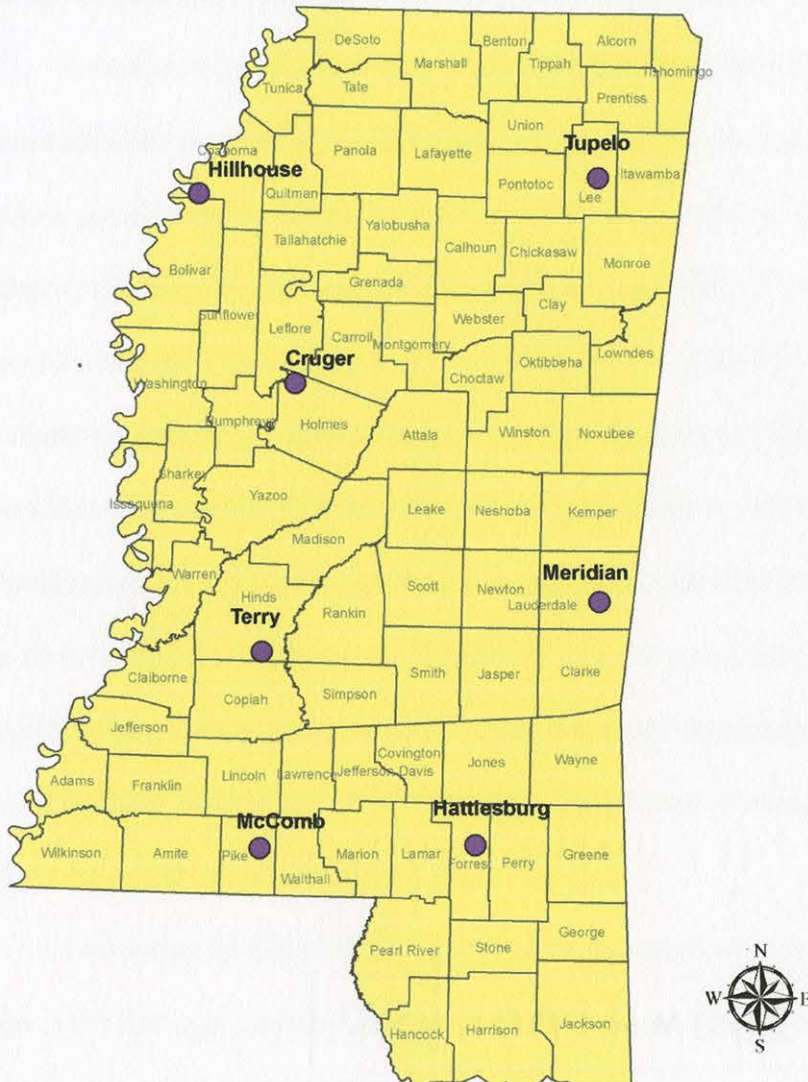 DeSoto
Benton
Alcorn
Marshall
Tippah
Tishomingo
Tunica
Tate
Prentiss
Union
Coahoma
Panola
Lafayette
Tupelo
Hillhouse
Quitman
Pontotoc
Itawamba
Lee
Yalobusha
Tallahatchie
Calhoun
Chickasaw
Monroe
Bolivar
Grenada
Clay
Sunflower
Leflore
Carroll
Montgomery
Webster
Cruger
Oktibbeha
Lowndes
Washington
Choctaw
Humphreys
Holmes
Attala
Winston
Noxubee
Sharkey
Issaquena
Yazoo
Leake
Neshoba
Kemper
Madison
Warren
Meridian
Hinds
Scott
Newton
Lauderdale
Terry
Rankin
Claiborne
Smith
Jasper
Clarke
Copiah
Simpson
Jefferson
Covington
Jones
Wayne
Adams
Franklin
Lincoln
Lawrence
Jefferson Davis
McComb
Hattiesburg
Wilkinson
Amite
Pike
Walthall
Marion
Lamar
Forrest
Perry
Greene
George
Pearl River
Stone
N
W E
S
Hancock
Harrison
Jackson